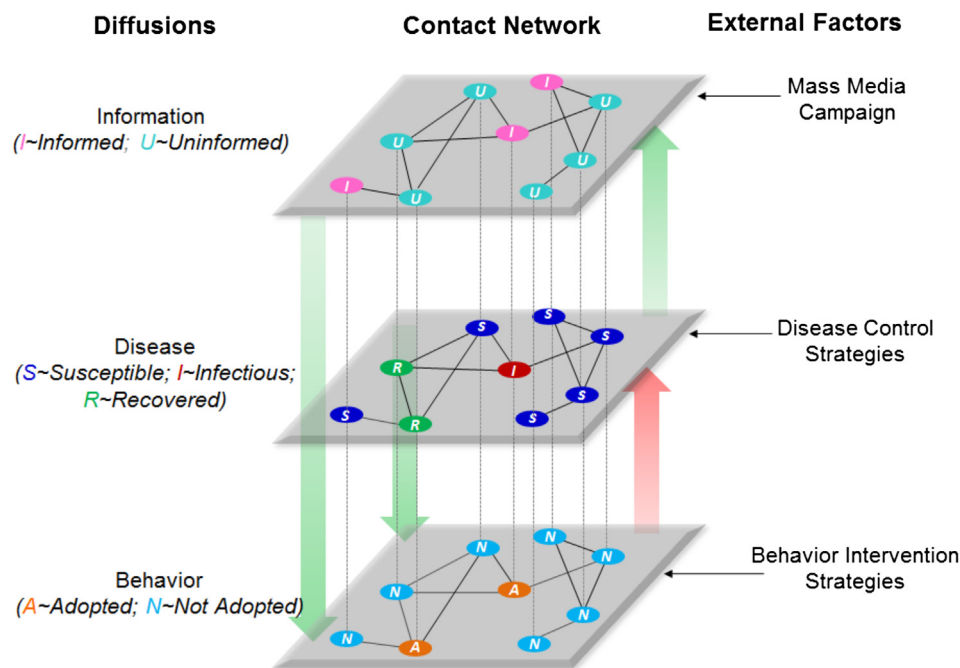 Diffusions
Contact Network
External Factors
Information
(I~Informed; U~Uninformed)
I
U
U
I
U
U
I
U
U
Mass Media
Campaign
Disease
(S~Susceptible; I~Infectious;
R~Recovered)
S
S
S
R
I
S
S
R
S
Disease Control
Strategies
Behavior
(A~Adopted; N~Not Adopted)
N
N
N
N
A
N
N
A
N
Behavior Intervention
Strategies